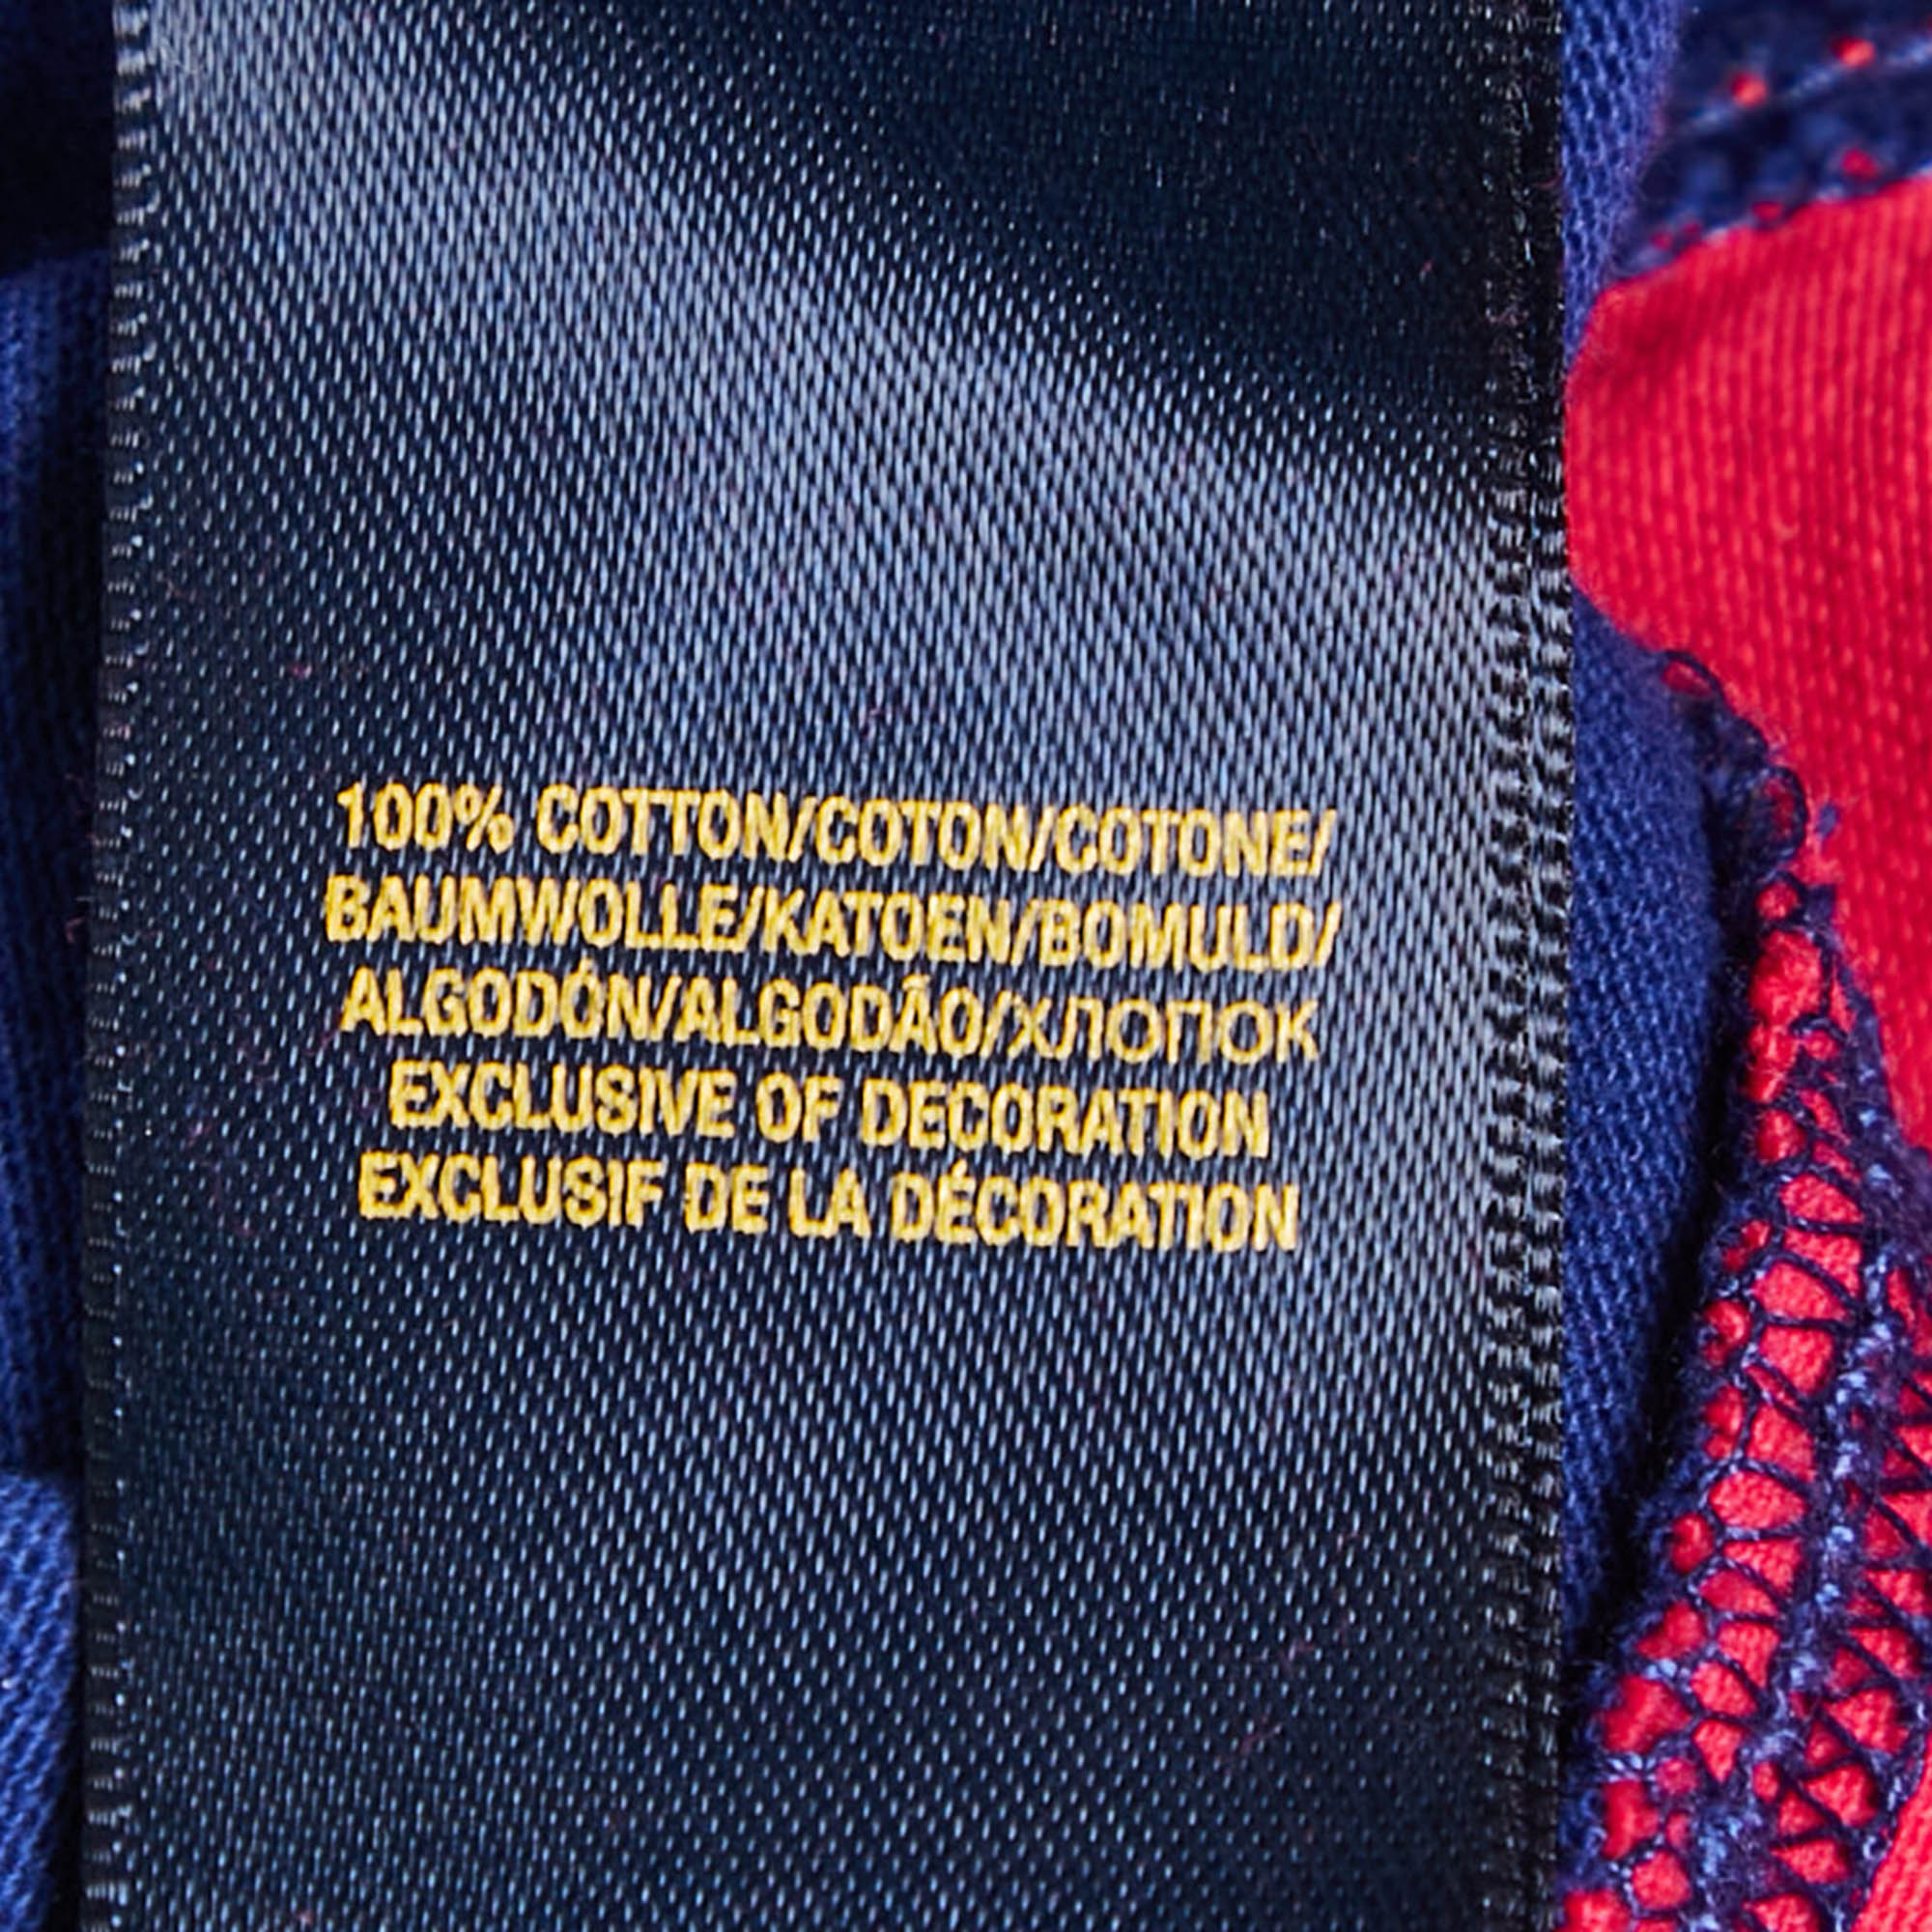 100% COTTON/COTON/COTONE/
BAUMWOLLE/KATOEN/BOMULD/
ALGODÓN/ALGODÃO/ХЛОПОК
EXCLUSIVE OF DECORATION
EXCLUSIF DE LA DÉCORATION